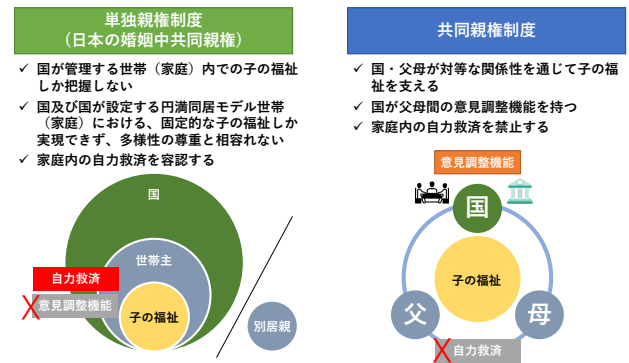 単独親権制度
（日本の婚姻中共同親権）
✓ 国が管理する世帯（家庭）内での子の福祉
しか把握しない
✓ 国及び国が設定する円満同居モデル世帯
（家庭）における、固定的な子の福祉しか
実現できず、多様性の尊重と相容れない
✓ 家庭内の自力救済を容認する
国
世帯主
自力救済
意見調整機能
子の福祉
別居親
共同親権制度
✓ 国・父母が対等な関係性を通じて子の福
祉を支える
✓ 国が父母間の意見調整機能を持つ
✓ 家庭内の自力救済を禁止する
意見調整機能
国
子の福祉
父
母
自力救済